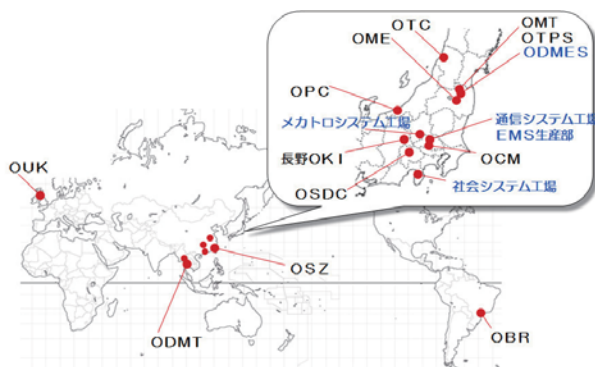 OTC
OMT
OME
OTPS
ODMES
OPC
メカトロシステム工場
通信システム工場
EMS生産部
長野OKI
OCM
OSDC
社会システム工場
OUK
OSZ
ODMT
OBR